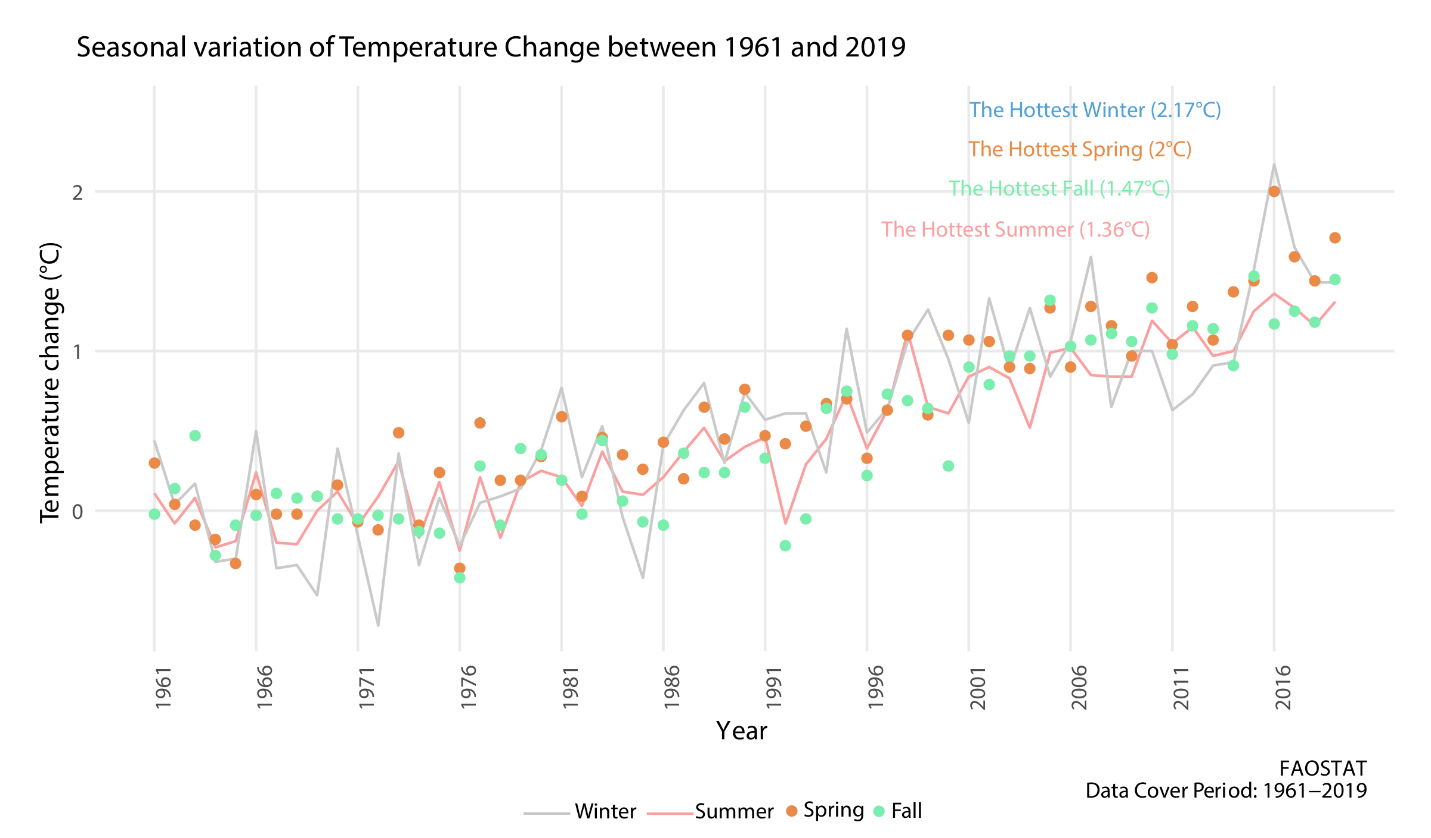 Seasonal variation of Temperature Change between 1961 and 2019
The Hottest Winter (2.17°C)
The Hottest Spring (2°C)
The Hottest Fall (1.47°C)
The Hottest Summer (1.36°C)
Temperature change (°C)
2
1
0
1961
1966
1971
1976
1981
1986
1991
1996
2001
2006
2011
2016
Year
FAOSTAT
Data Cover Period: 1961–2019
Winter Summer Spring Fall